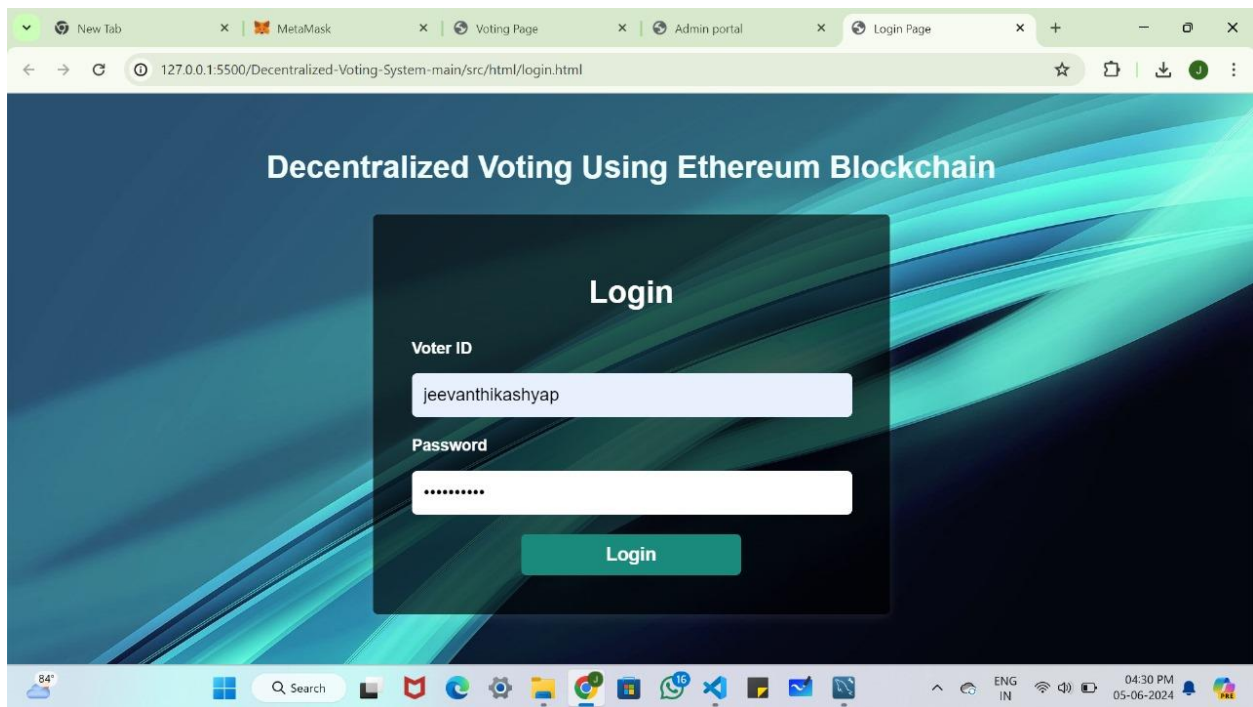 New Tab
MetaMask
Voting Page
Admin portal
Login Page
127.0.0.1:5500/Decentralized-Voting-System-main/src/html/login.html
J
Decentralized Voting Using Ethereum Blockchain
Login
Voter ID
jeevanthikashyap
Password
••••••••••
Login
84°
Search
J
16
ENG
IN
04:30 PM
05-06-2024
PRE